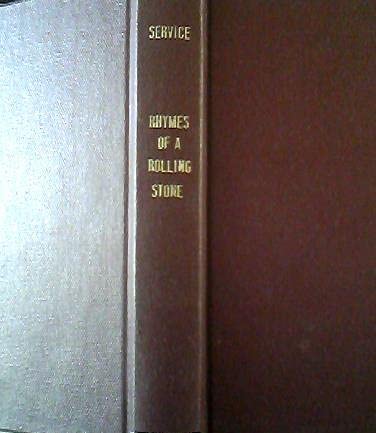 SERVICE
RHYMES
OF A
ROLLING
STONE